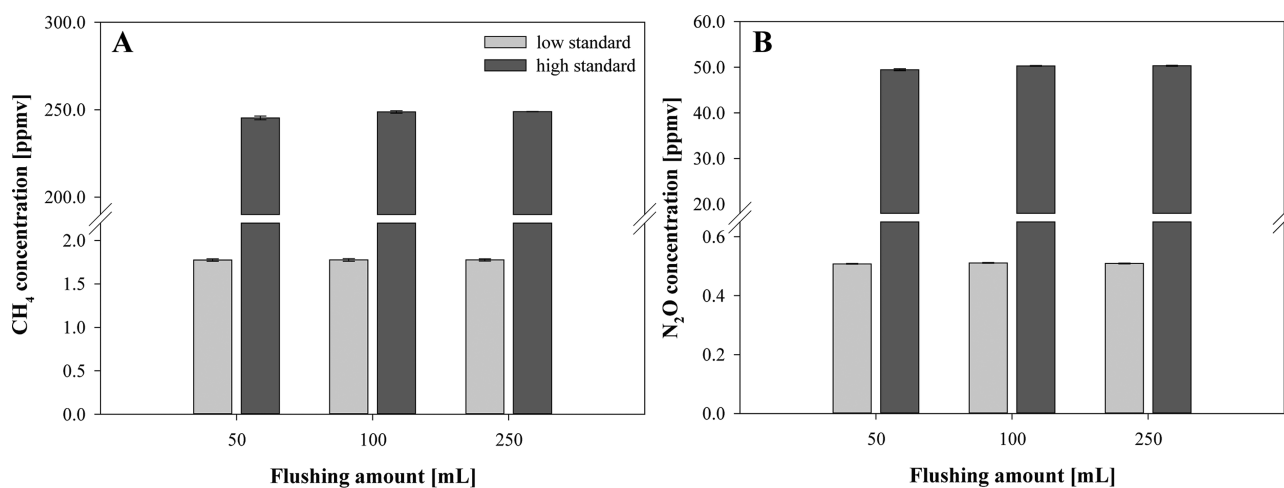 A
low standard
high standard
CH4 concentration [ppmv]
300.0
250.0
200.0
2.0
1.5
1.0
0.5
0.0
50
100
250
Flushing amount [mL]
B
N2O concentration [ppmv]
60.0
50.0
40.0
30.0
20.0
0.6
0.4
0.2
0.0
50
100
250
Flushing amount [mL]